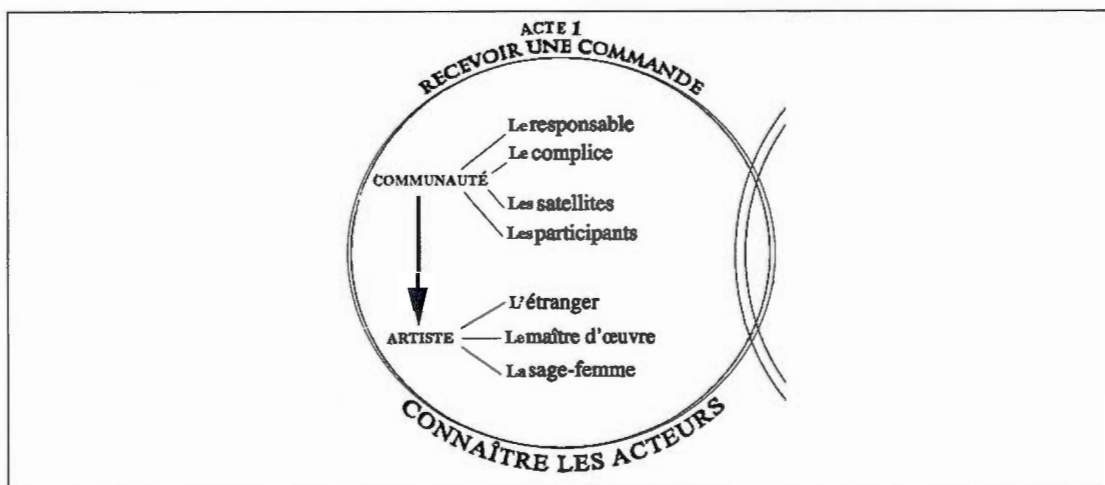 ACTE 1
RECEVOIR UNE COMMANDE
Le responsable
Le complice
COMMUNAUTÉ
Les satellites
Les participants
L'étranger
ARTISTE
Le maître d'œuvre
La sage-femme
CONNAÎTRE LES ACTEURS